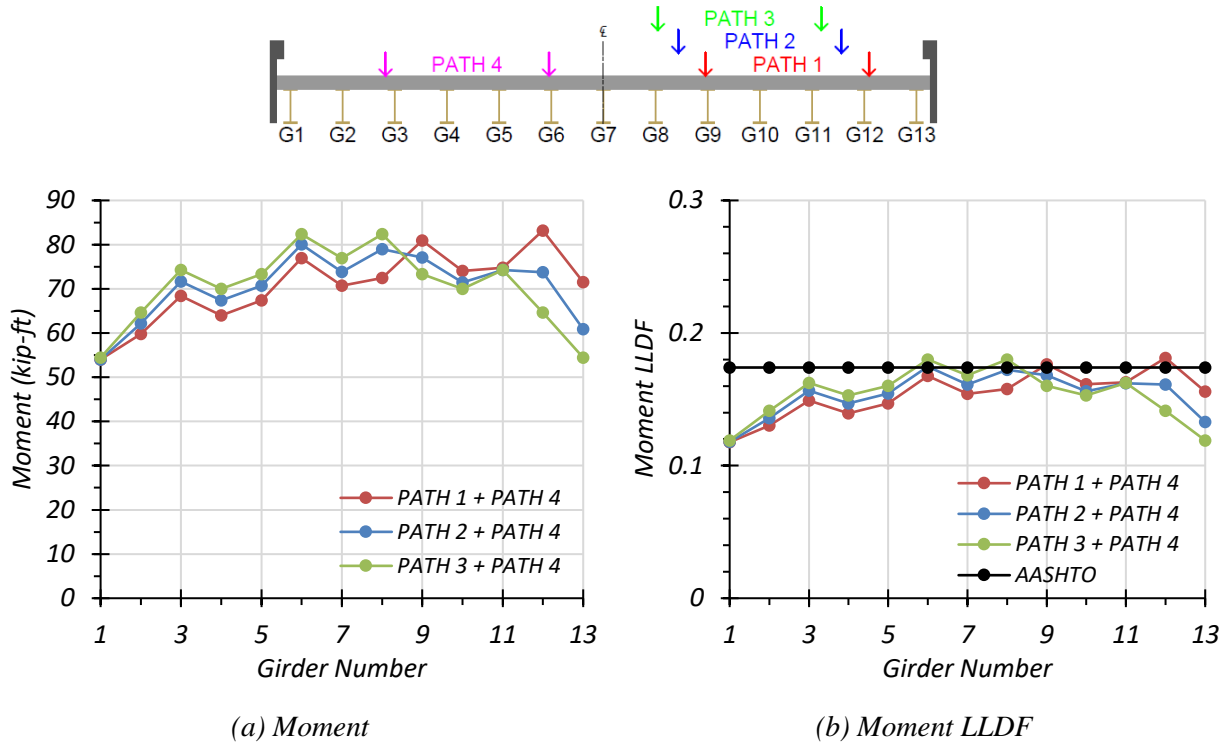 ℄
PATH 3
PATH 2
PATH 4
PATH 1
G1 G2 G3 G4 G5 G6 G7 G8 G9 G10 G11 G12 G13
90
80
70
60
50
40
30
20
10
0
Moment (kip-ft)
PATH 1 + PATH 4
PATH 2 + PATH 4
PATH 3 + PATH 4
1 3 5 7 9 11 13
Girder Number
(a) Moment
0.3
0.2
0.1
0
Moment LLDF
PATH 1 + PATH 4
PATH 2 + PATH 4
PATH 3 + PATH 4
AASHTO
1 3 5 7 9 11 13
Girder Number
(b) Moment LLDF